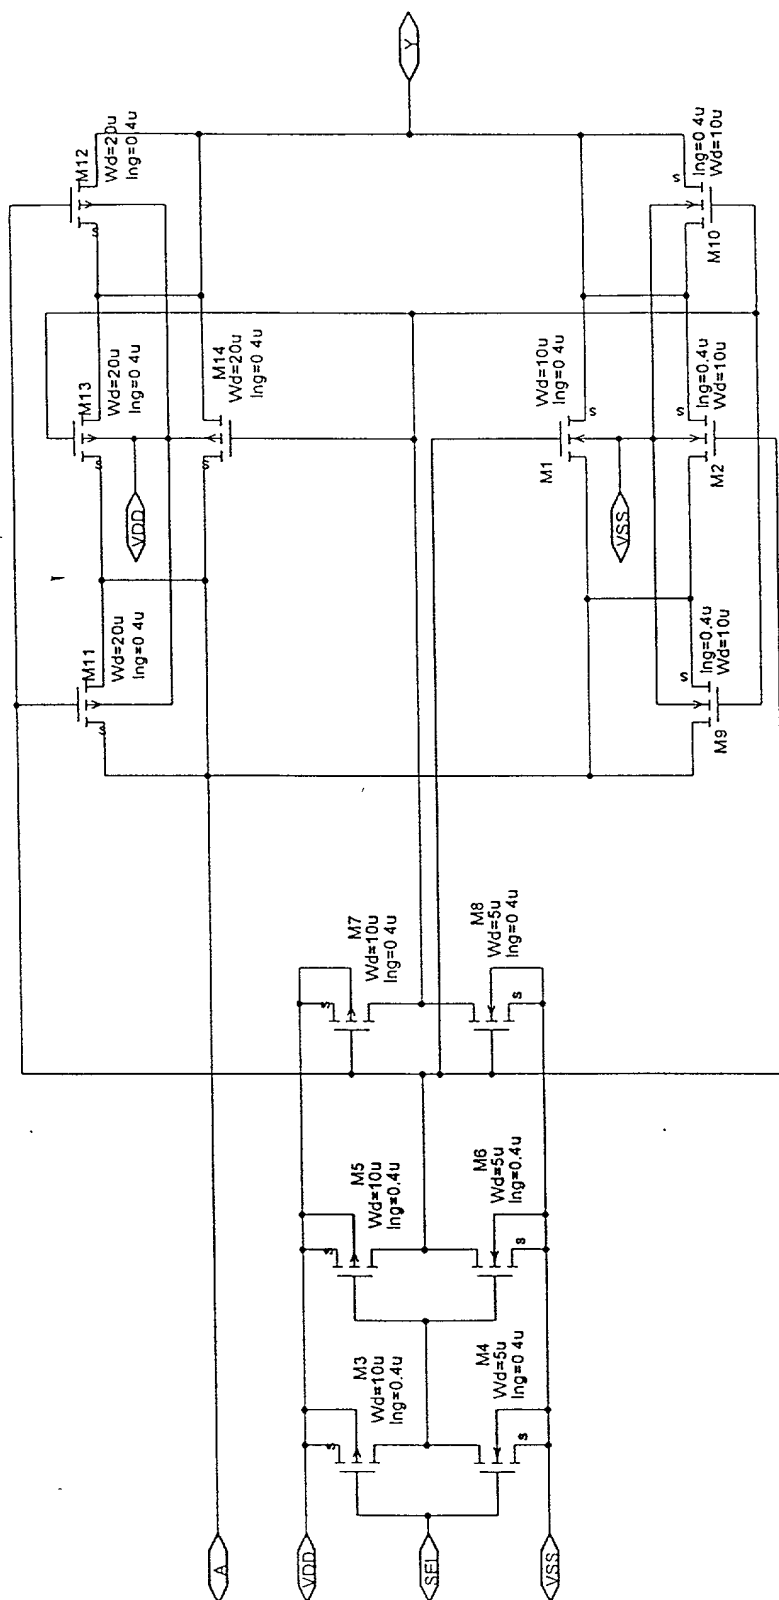 Y
M12
Wd=20u
lng=0 4u
M13
Wd=20u
lng=0 4u
M14
Wd=20u
lng=0 4u
VDD
M11
Wd=20u
lng=0 4u
S
S
S
S
lng=0 4u
Wd=10u
M10
S
Wd=10u
lng=0 4u
M1
S
lng=0.4u
Wd=10u
M2
S
VSS
lng=0.4u
Wd=10u
M9
S
M7
Wd=10u
lng=0 4u
S
M8
Wd=5u
lng=0 4u
S
M5
Wd=10u
lng=0.4u
S
M6
Wd=5u
lng=0.4u
S
M3
Wd=10u
lng=0.4u
S
M4
Wd=5u
lng=0 4u
S
A
VDD
SEL
VSS